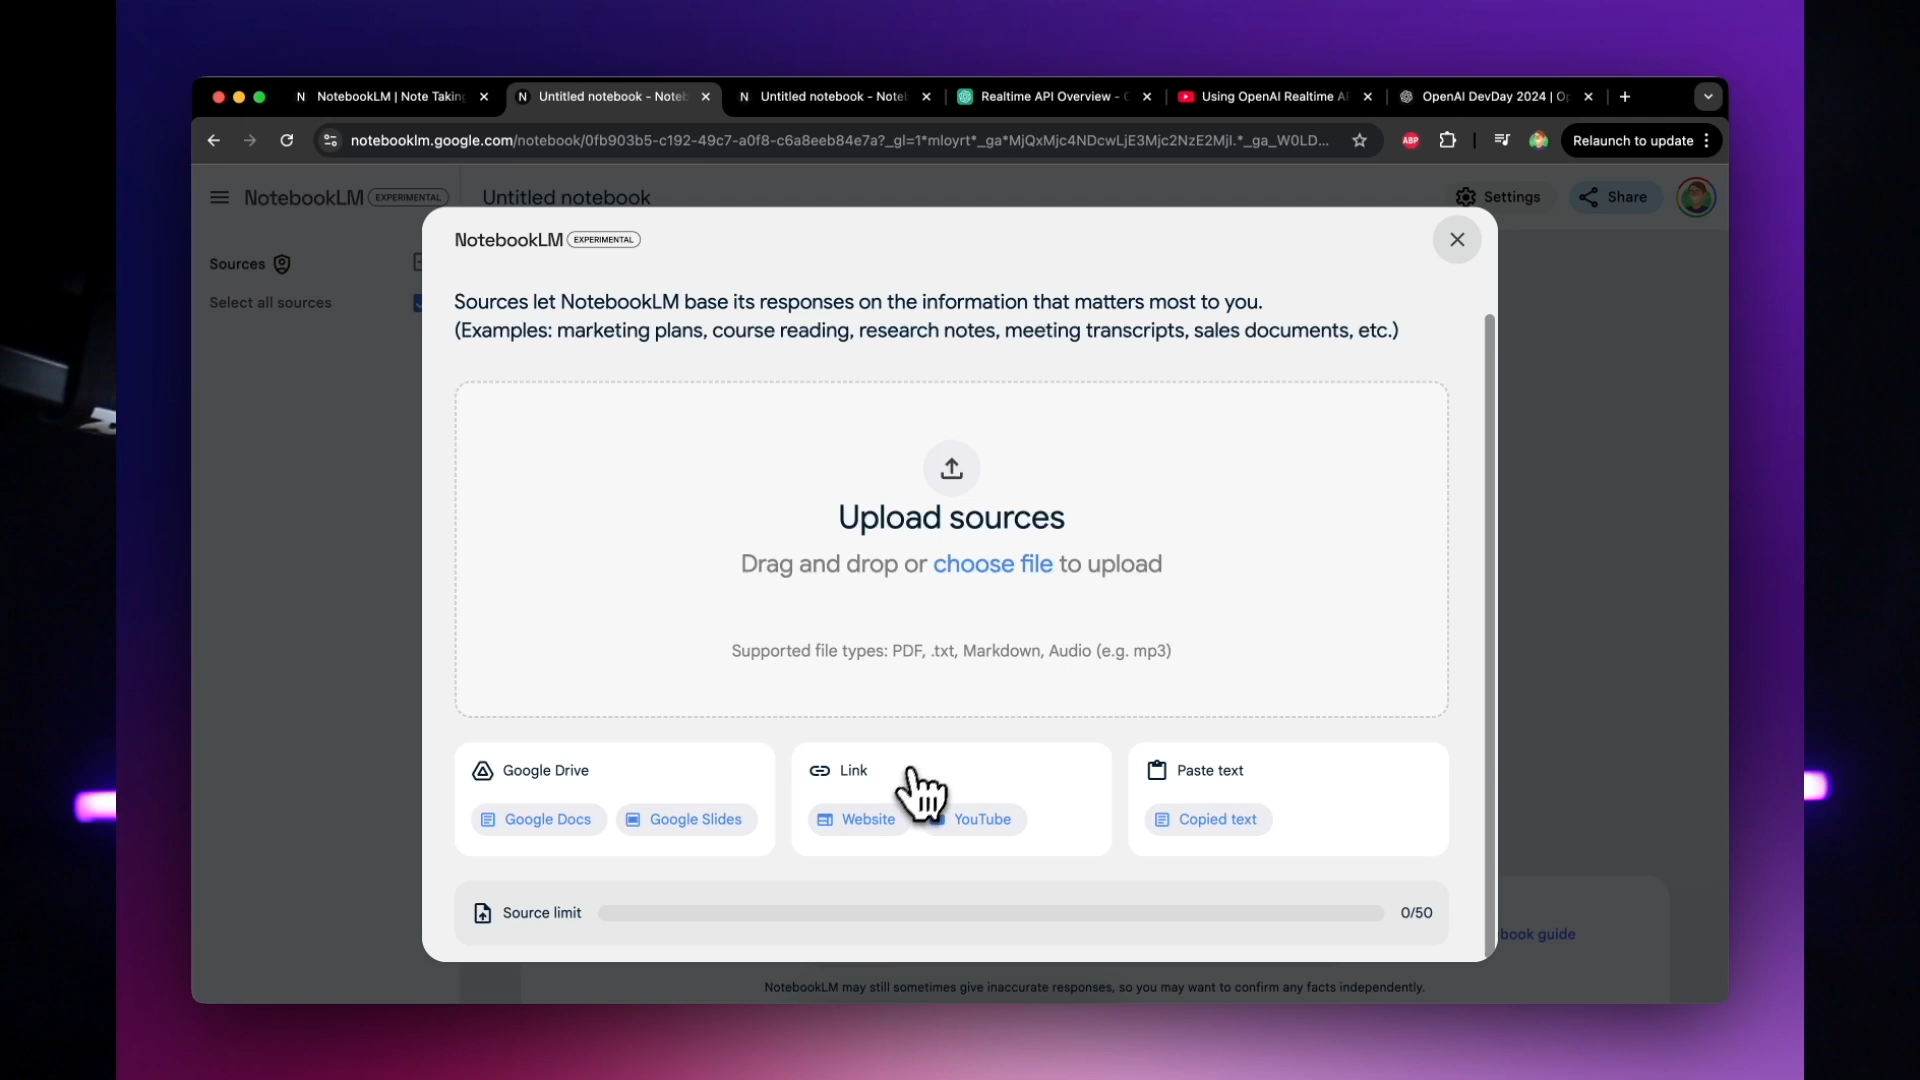 NotebookLM | Note Taking
Untitled notebook - Note
Untitled notebook - Note
Realtime API Overview -
Using OpenAI Realtime A
OpenAI DevDay 2024 | O
notebooklm.google.com/notebook/0fb903b5-c192-49c7-a0f8-c6a8eeb84e7a?_gl=1*mloyrt*_ga*MjQxMjc4NDcwLjE3Mjc2NzE2MjI.*_ga_W0LD...
ABP
Relaunch to update
NotebookLM EXPERIMENTAL
Untitled notebook
Settings
Share
Sources
Select all sources
NotebookLM EXPERIMENTAL
Sources let NotebookLM base its responses on the information that matters most to you.
(Examples: marketing plans, course reading, research notes, meeting transcripts, sales documents, etc.)
Upload sources
Drag and drop or choose file to upload
Supported file types: PDF, .txt, Markdown, Audio (e.g. mp3)
Google Drive
Google Docs
Google Slides
Link
Website
YouTube
Paste text
Copied text
Source limit
0/50
book guide
NotebookLM may still sometimes give inaccurate responses, so you may want to confirm any facts independently.